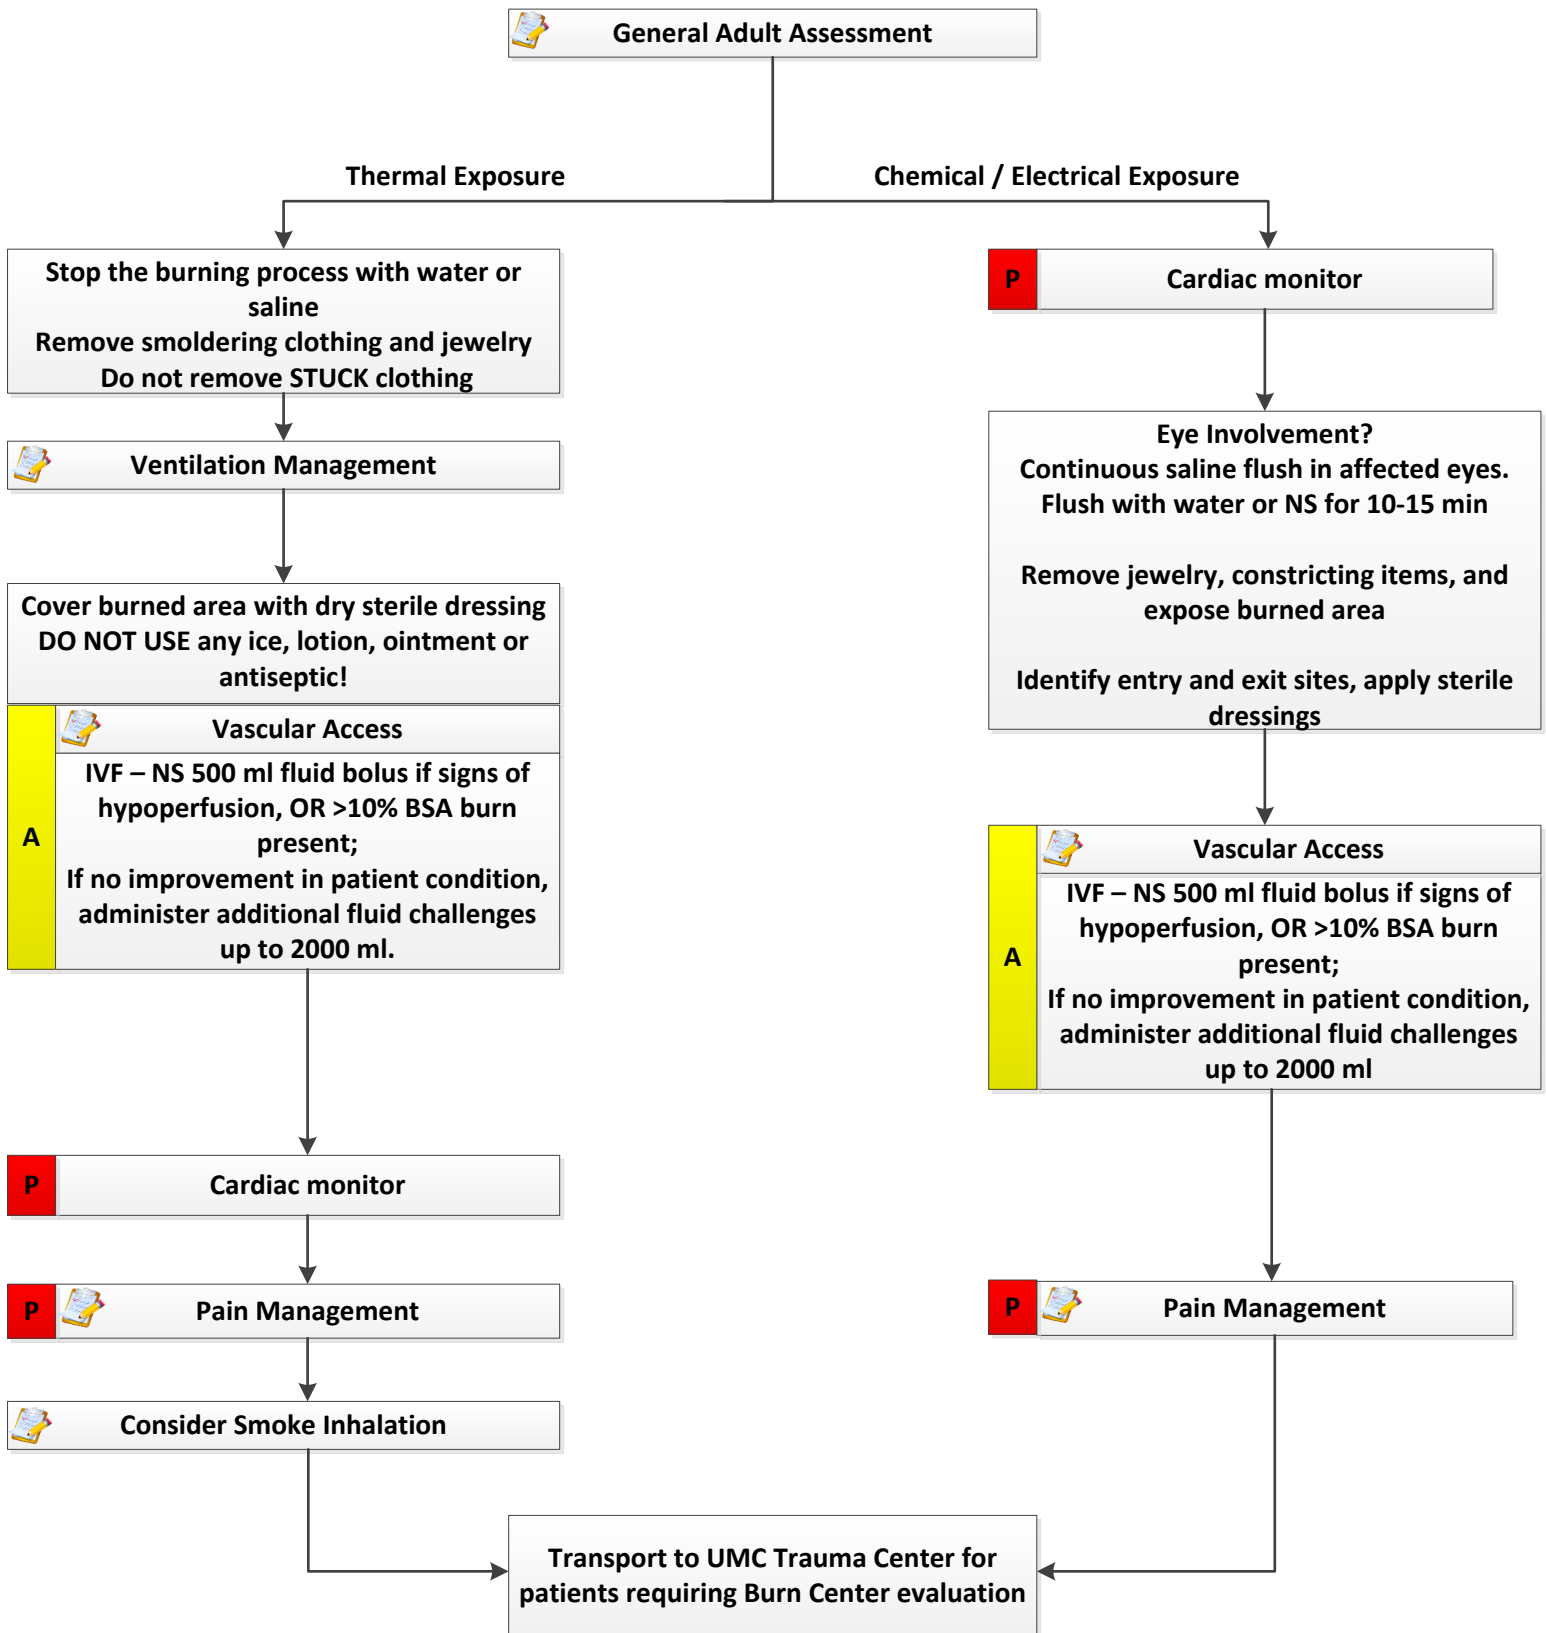 General Adult Assessment
Thermal Exposure
Chemical / Electrical Exposure
Stop the burning process with water or
saline
Remove smoldering clothing and jewelry
Do not remove STUCK clothing
Ventilation Management
Cover burned area with dry sterile dressing
DO NOT USE any ice, lotion, ointment or
antiseptic!
A
Vascular Access
IVF – NS 500 ml fluid bolus if signs of
hypoperfusion, OR >10% BSA burn
present;
If no improvement in patient condition,
administer additional fluid challenges
up to 2000 ml.
P
Cardiac monitor
P
Pain Management
Consider Smoke Inhalation
P
Cardiac monitor
Eye Involvement?
Continuous saline flush in affected eyes.
Flush with water or NS for 10-15 min
Remove jewelry, constricting items, and
expose burned area
Identify entry and exit sites, apply sterile
dressings
A
Vascular Access
IVF – NS 500 ml fluid bolus if signs of
hypoperfusion, OR >10% BSA burn
present;
If no improvement in patient condition,
administer additional fluid challenges
up to 2000 ml
P
Pain Management
Transport to UMC Trauma Center for
patients requiring Burn Center evaluation